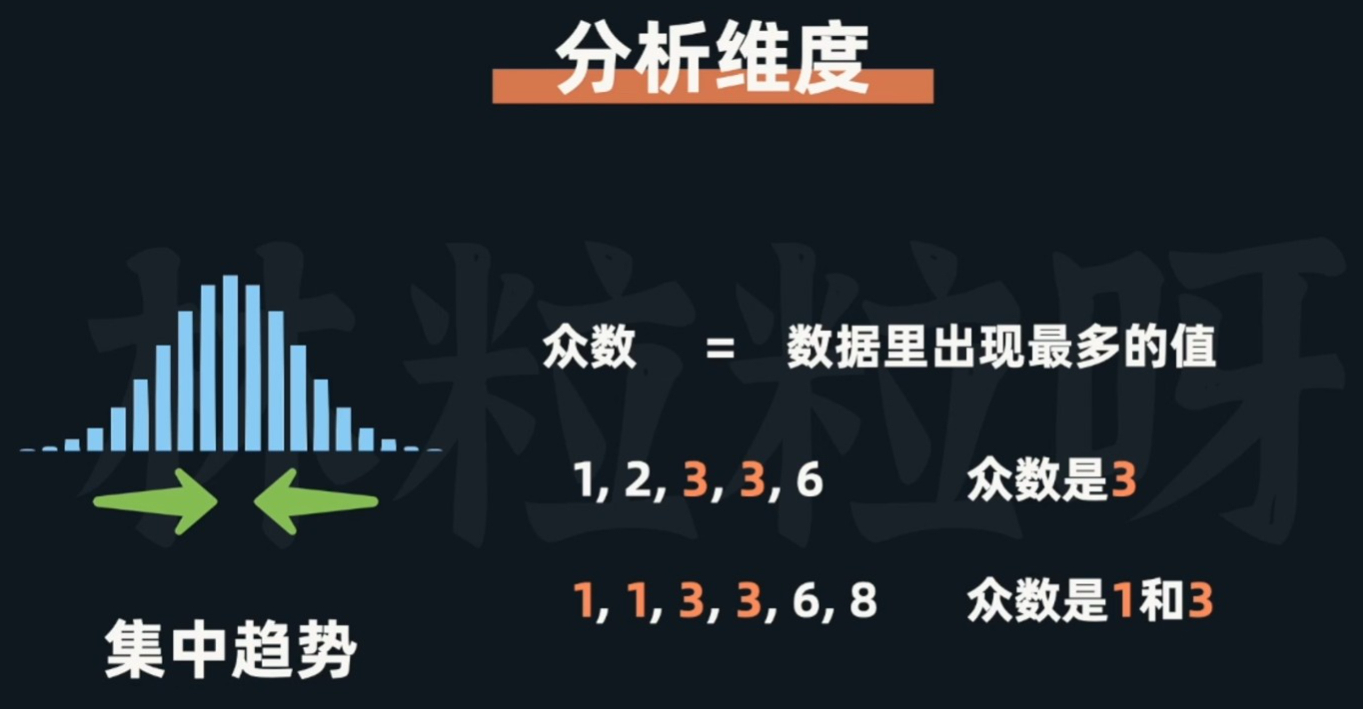 分析维度
林粒粒呀
众数 = 数据里出现最多的值
1, 2, 3, 3, 6 众数是3
1, 1, 3, 3, 6, 8 众数是1和3
集中趋势